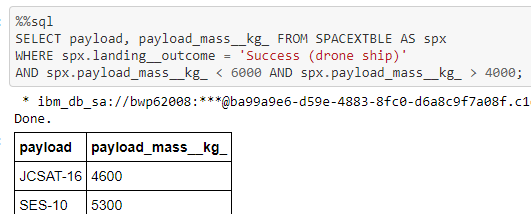 %%sql
SELECT payload, payload_mass__kg_ FROM SPACEXTBLE AS spx
WHERE spx.landing__outcome = 'Success (drone ship)'
AND spx.payload_mass__kg_ < 6000 AND spx.payload_mass__kg_ > 4000;
* ibm_db_sa://bwp62008:***@ba99a9e6-d59e-4883-8fc0-d6a8c9f7a08f.c1
Done.
payload payload_mass__kg_
JCSAT-16 4600
SES-10 5300